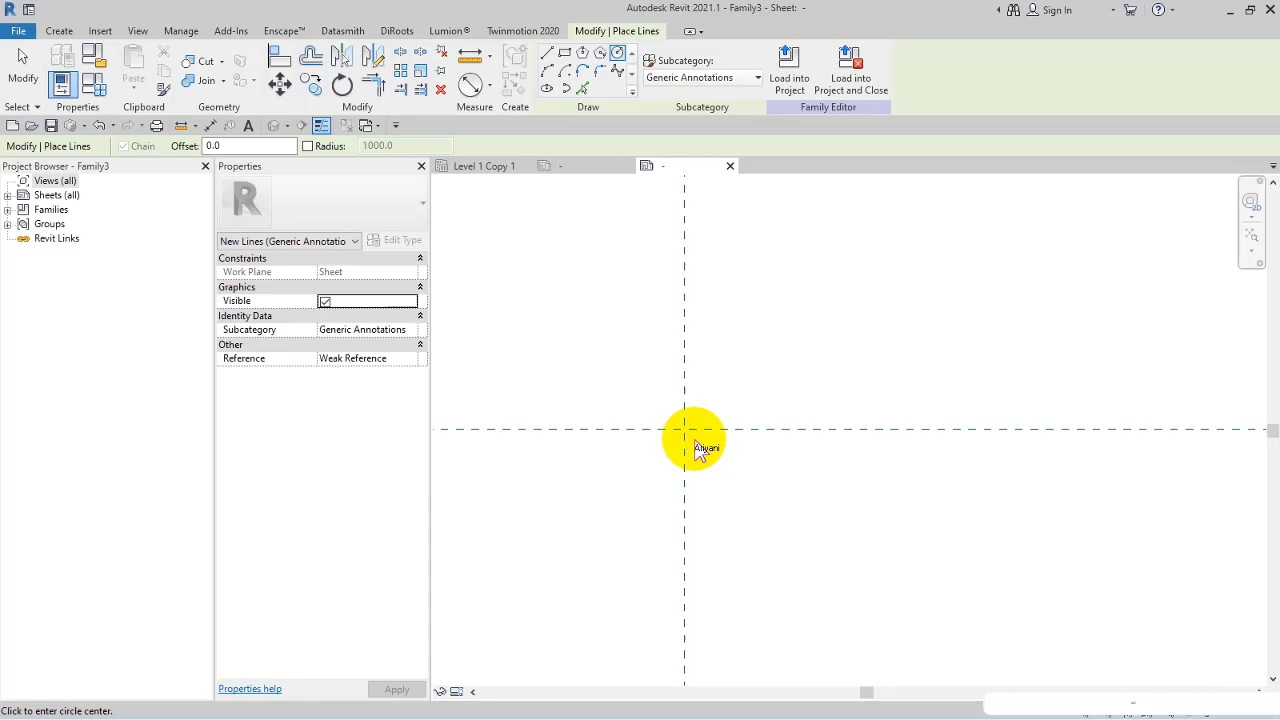 Autodesk Revit 2021.1 - Family3 - Sheet: -
Sign In
File Create Insert View Manage Add-Ins Enscape™ Datasmith DiRoots Lumion® Twinmotion 2020 Modify | Place Lines
Modify
Paste
Cut
Join
Subcategory:
Generic Annotations
Load into Project
Load into Project and Close
Select Properties Clipboard Geometry Modify Measure Create Draw Subcategory Family Editor
Modify | Place Lines Chain Offset: 0.0 Radius: 1000.0
Project Browser - Family3
Views (all)
Sheets (all)
Families
Groups
Revit Links
Properties
R
New Lines (Generic Annotatio
Edit Type
Constraints
Work Plane Sheet
Graphics
Visible
Identity Data
Subcategory Generic Annotations
Other
Reference Weak Reference
Properties help
Apply
Level 1 Copy 1
-
-
2D
Click to enter circle center.